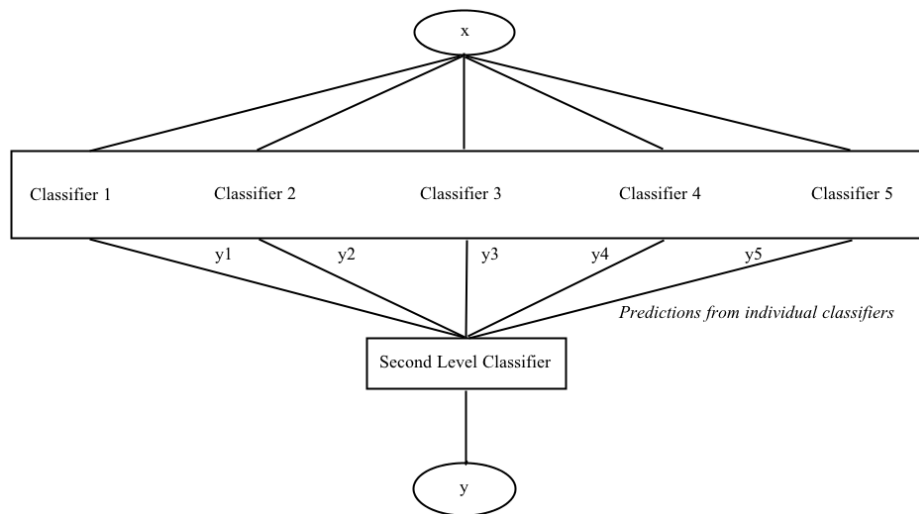 x
Classifier 1
Classifier 2
Classifier 3
Classifier 4
Classifier 5
y1
y2
y3
y4
y5
Predictions from individual classifiers
Second Level Classifier
y